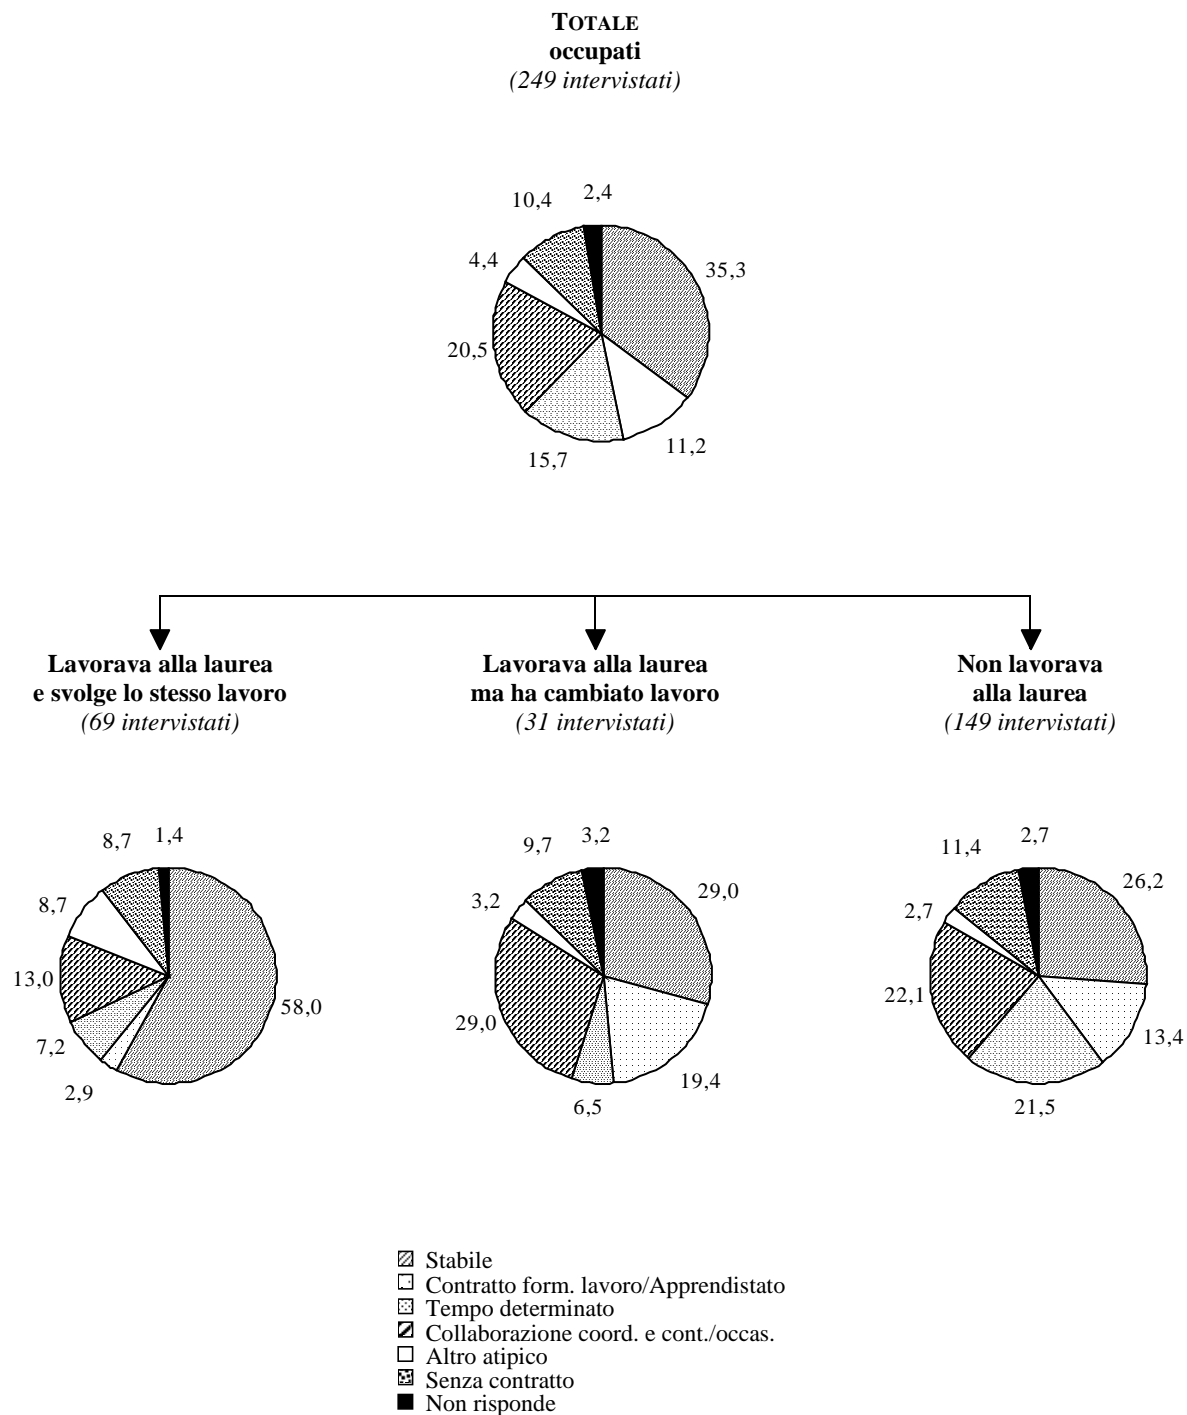 TOTALE
occupati
(249 intervistati)
10,4
2,4
4,4
35,3
20,5
15,7
11,2
Lavorava alla laurea
e svolge lo stesso lavoro
(69 intervistati)
Lavorava alla laurea
ma ha cambiato lavoro
(31 intervistati)
Non lavorava
alla laurea
(149 intervistati)
8,7
1,4
8,7
13,0
58,0
7,2
2,9
9,7
3,2
3,2
29,0
29,0
19,4
6,5
11,4
2,7
2,7
26,2
22,1
13,4
21,5
Stabile
Contratto form. lavoro/Apprendistato
Tempo determinato
Collaborazione coord. e cont./occas.
Altro atipico
Senza contratto
Non risponde